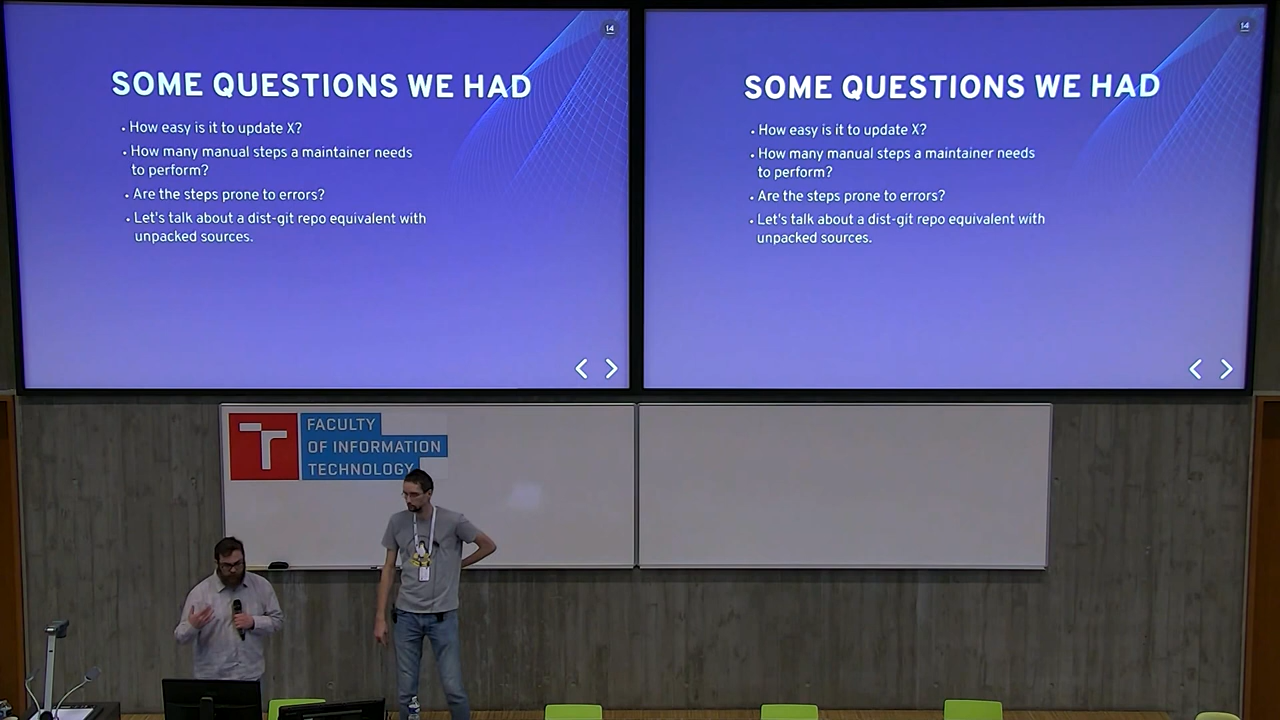 14
SOME QUESTIONS WE HAD
• How easy is it to update X?
• How many manual steps a maintainer needs
to perform?
• Are the steps prone to errors?
• Let's talk about a dist-git repo equivalent with
unpacked sources.
14
SOME QUESTIONS WE HAD
• How easy is it to update X?
• How many manual steps a maintainer needs
to perform?
• Are the steps prone to errors?
• Let's talk about a dist-git repo equivalent with
unpacked sources.
T
FACULTY
OF INFORMATION
TECHNOLOGY